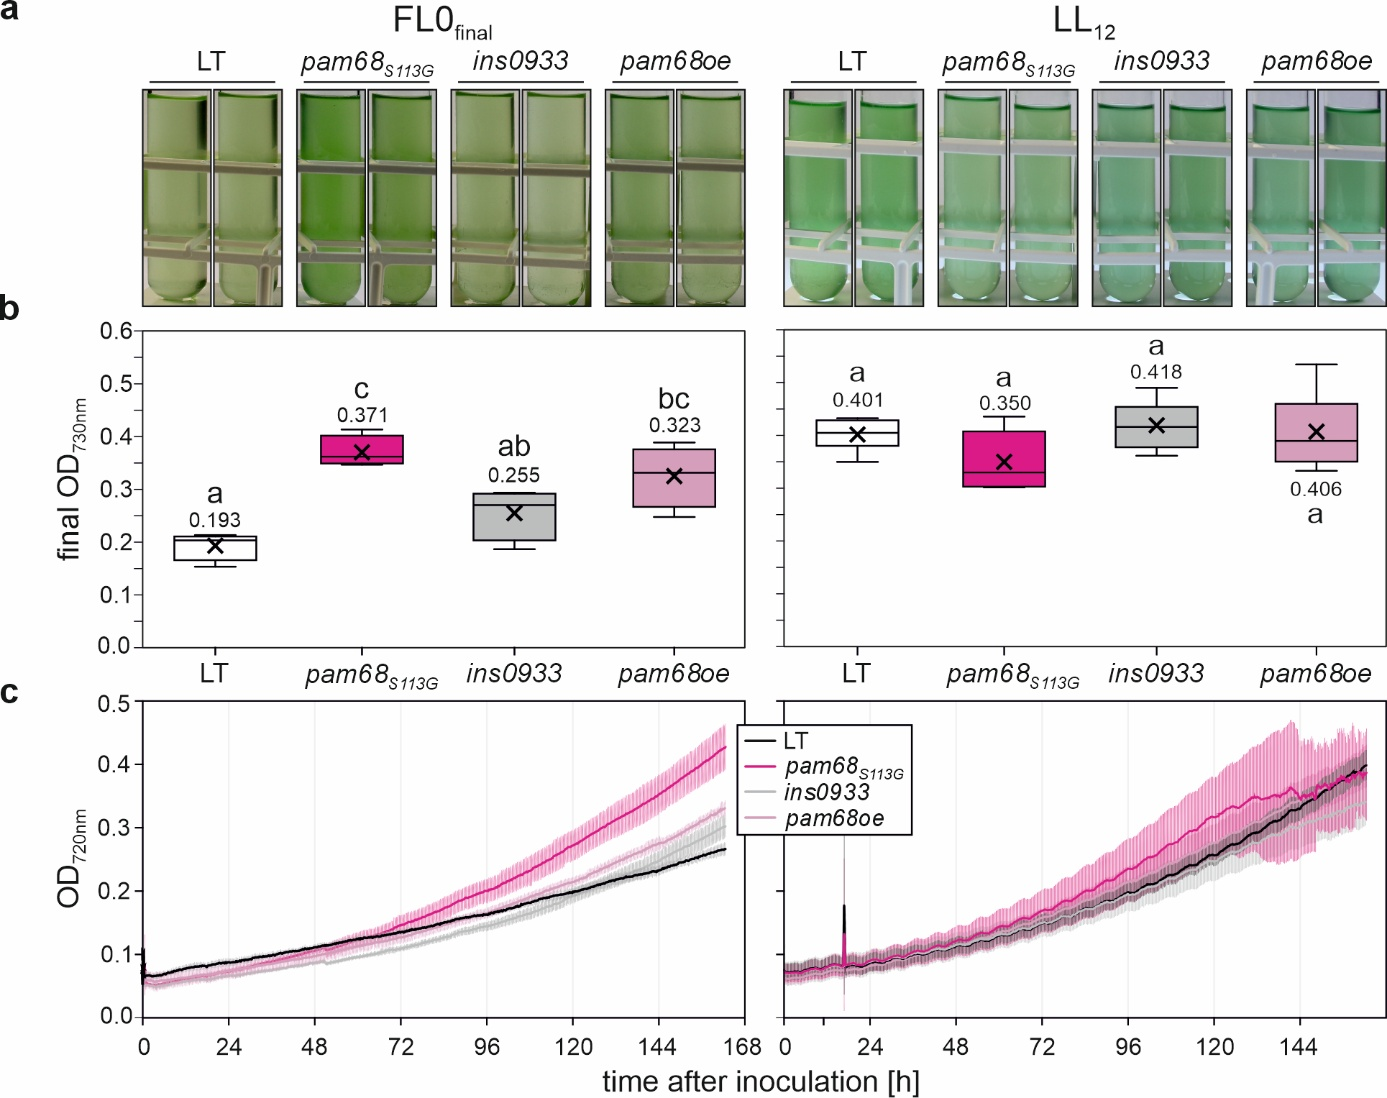 a
FL0final
LL12
LT pam68S113G ins0933 pam68oe
LT pam68S113G ins0933 pam68oe
b
final OD730nm
0.6
0.5
0.4
0.3
0.2
0.1
0.0
a
0.193
c
0.371
ab
0.255
bc
0.323
a
0.401
a
0.350
a
0.418
0.406
a
LT pam68S113G ins0933 pam68oe
LT pam68S113G ins0933 pam68oe
c
OD720nm
0.5
0.4
0.3
0.2
0.1
0.0
LT
pam68S113G
ins0933
pam68oe
0 24 48 72 96 120 144 168
0 24 48 72 96 120 144
time after inoculation [h]